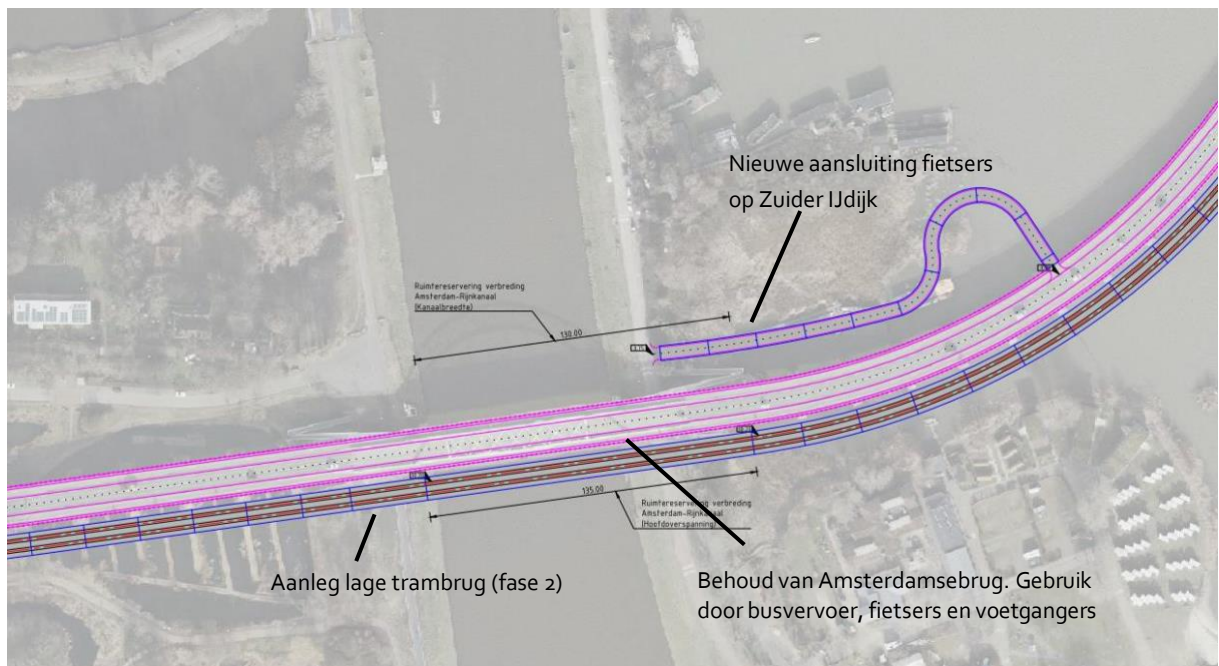 Nieuwe aansluiting fietsers
op Zuider IJdijk
Ruimtereservering verbreding
Amsterdam-Rijnkanaal
(Kanaalbreedte)
130.00
135.00
Ruimtereservering verbreding
Amsterdam-Rijnkanaal
(Hoofdoverspanning)
Aanleg lage trambrug (fase 2)
Behoud van Amsterdamsebrug. Gebruik
door busvervoer, fietsers en voetgangers